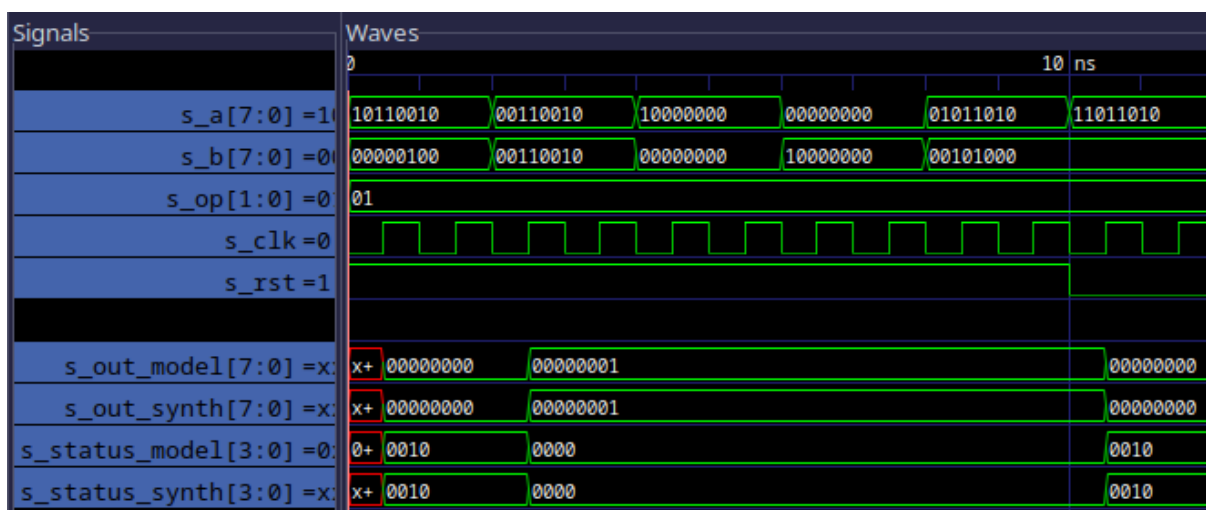 Signals Waves
0 10 ns
s_a[7:0] =1 10110010 00110010 10000000 00000000 01011010 11011010
s_b[7:0] =0 00000100 00110010 00000000 10000000 00101000
s_op[1:0] =0 01
s_clk =0
s_rst =1
s_out_model[7:0] =x x+ 00000000 00000001 00000000
s_out_synth[7:0] =x x+ 00000000 00000001 00000000
s_status_model[3:0] =0 0+ 0010 0000 0010
s_status_synth[3:0] =x x+ 0010 0000 0010